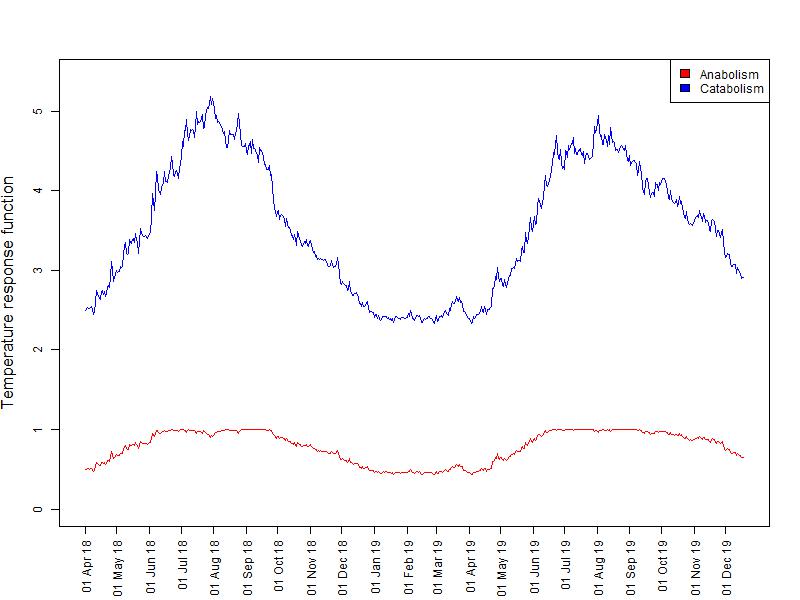 Anabolism
Catabolism
Temperature response function
5
4
3
2
1
0
01 Apr 18
01 May 18
01 Jun 18
01 Jul 18
01 Aug 18
01 Sep 18
01 Oct 18
01 Nov 18
01 Dec 18
01 Jan 19
01 Feb 19
01 Mar 19
01 Apr 19
01 May 19
01 Jun 19
01 Jul 19
01 Aug 19
01 Sep 19
01 Oct 19
01 Nov 19
01 Dec 19